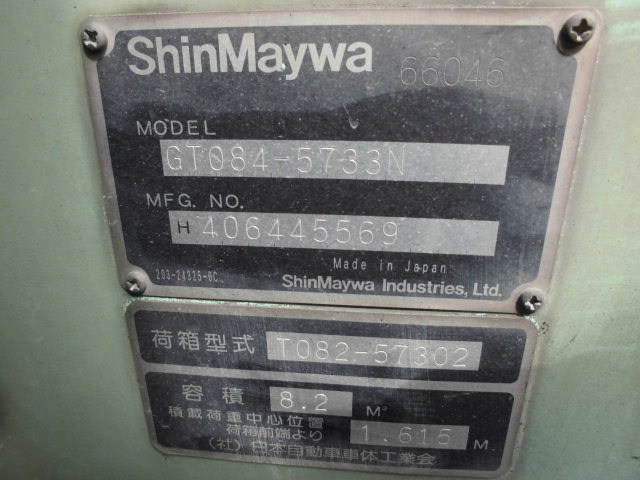 ShinMaywa 66046
MODEL
GT084-5733N
MFG. NO.
H 406445569
Made in Japan
203-24325-0C
ShinMaywa Industries, Ltd.
荷箱型式 T082-57302
容積 8.2 M³
積載荷重中心位置
荷箱前端より 1.615 M
(社)日本自動車車体工業会